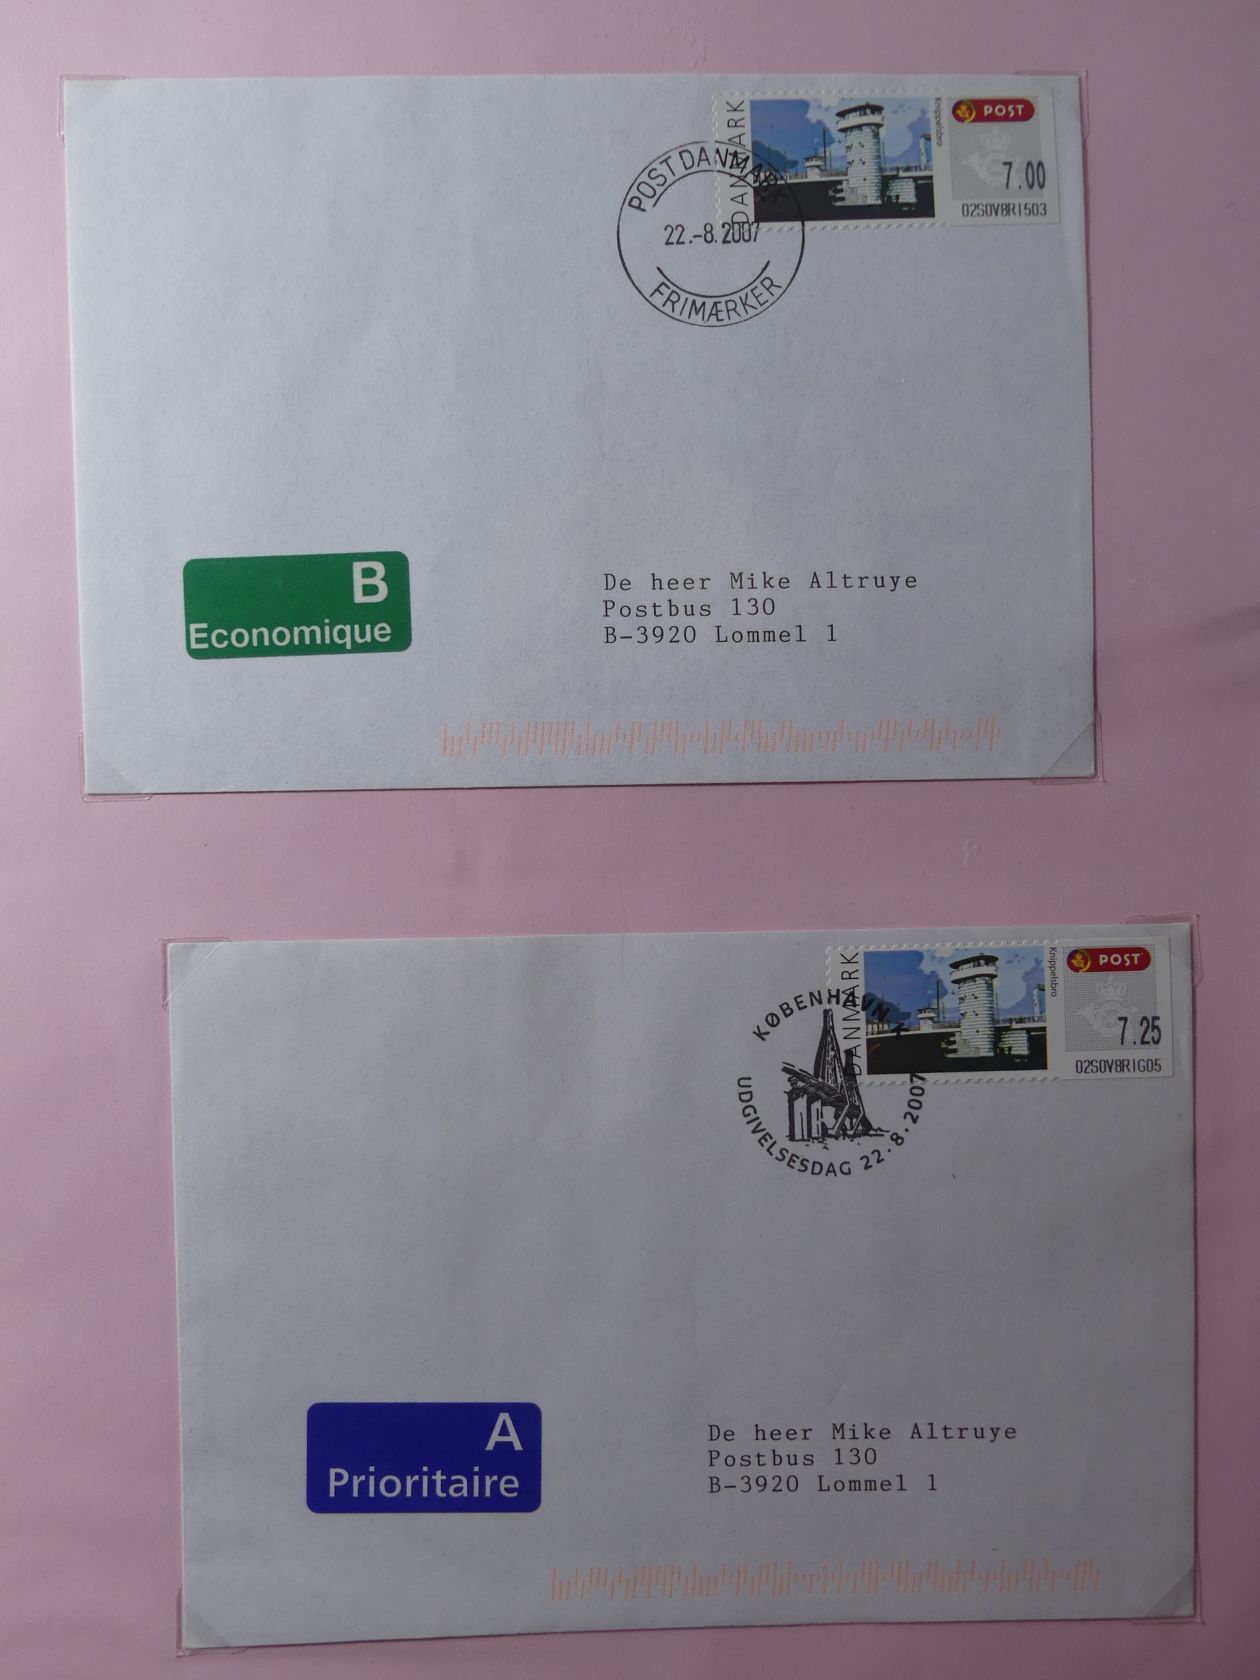 DANMARK
Knippelsbro
POST
7.00
02SOV8RI503
POST DANMARK
22.-8.2007
FRIMÆRKER
B
Economique
De heer Mike Altruye
Postbus 130
B-3920 Lommel 1
DANMARK
Knippelsbro
POST
7.25
02SOV8RIG05
KØBENHAVN
UDGIVELSESDAG 22.8.2007
A
Prioritaire
De heer Mike Altruye
Postbus 130
B-3920 Lommel 1